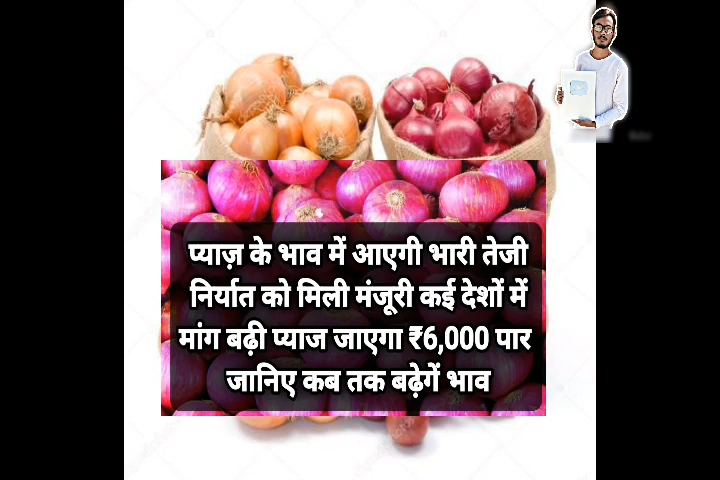 प्याज़ के भाव में आएगी भारी तेजी
निर्यात को मिली मंजूरी कई देशों में
मांग बढ़ी प्याज जाएगा ₹6,000 पार
जानिए कब तक बढ़ेगें भाव